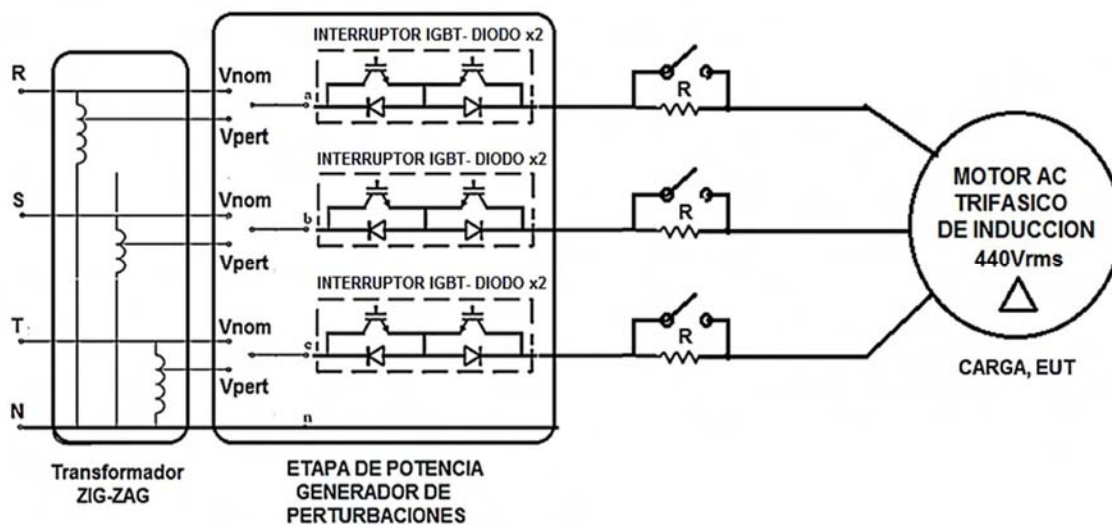 INTERRUPTOR IGBT- DIODO x2
R
Vnom
a
Vpert
R
INTERRUPTOR IGBT- DIODO x2
S
Vnom
b
Vpert
R
INTERRUPTOR IGBT- DIODO x2
T
Vnom
c
Vpert
R
N
n
MOTOR AC
TRIFASICO
DE INDUCCION
440Vrms
CARGA, EUT
Transformador
ZIG-ZAG
ETAPA DE POTENCIA
GENERADOR DE
PERTURBACIONES